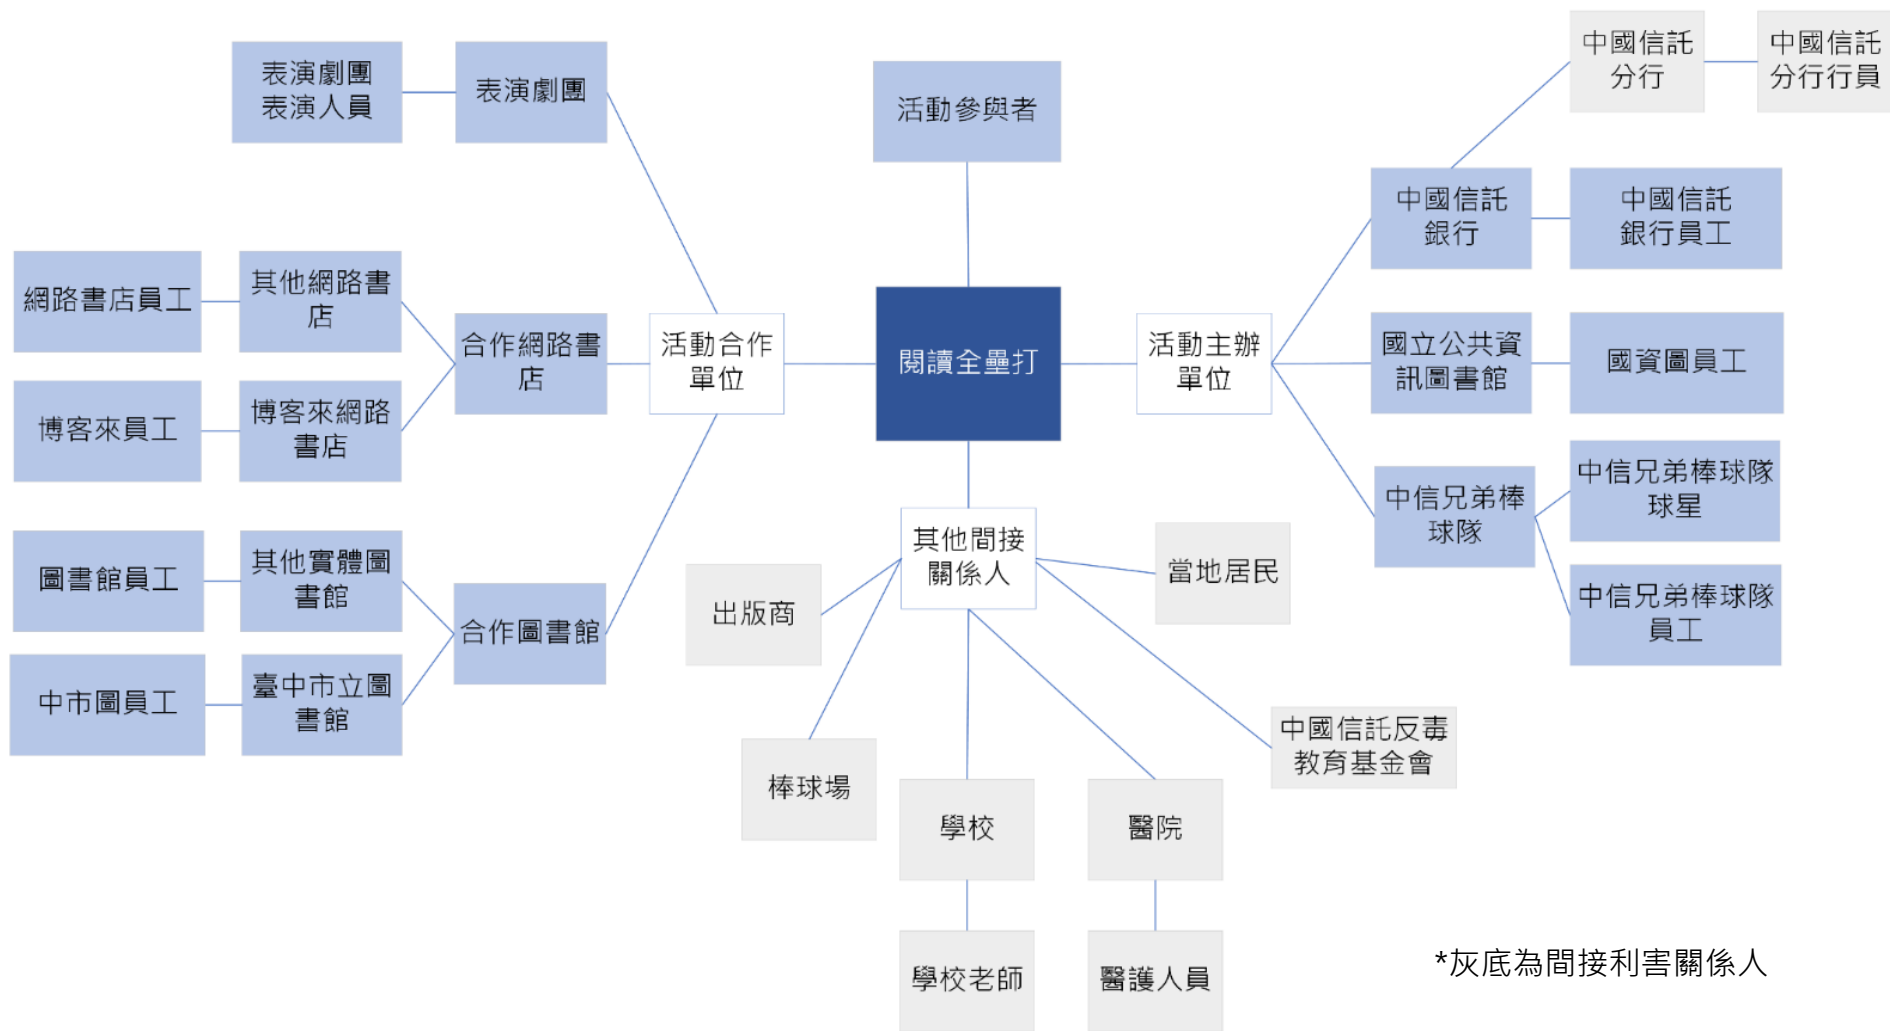 表演劇團
表演人員
表演劇團
活動參與者
中國信託
分行
中國信託
分行行員
中國信託
銀行
中國信託
銀行員工
網路書店員工
其他網路書
店
合作網路書
店
博客來員工
博客來網路
書店
活動合作
單位
閱讀全壘打
活動主辦
單位
國立公共資
訊圖書館
國資圖員工
中信兄弟棒
球隊
中信兄弟棒球隊
球星
中信兄弟棒球隊
員工
圖書館員工
其他實體圖
書館
合作圖書館
中市圖員工
臺中市立圖
書館
其他間接
關係人
當地居民
出版商
棒球場
中國信託反毒
教育基金會
學校
醫院
學校老師
醫護人員
*灰底為間接利害關係人